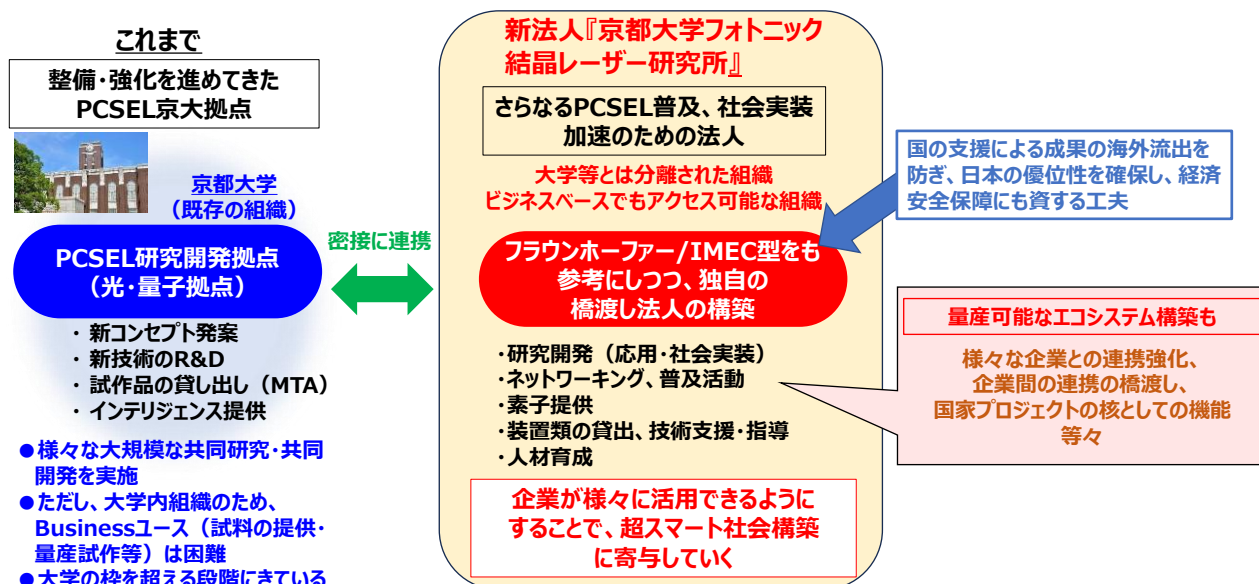 これまで
整備・強化を進めてきた
PCSEL京大拠点
京都大学
（既存の組織）
PCSEL研究開発拠点
（光・量子拠点）
・ 新コンセプト発案
・ 新技術のR&D
・ 試作品の貸し出し（MTA）
・ インテリジェンス提供
●様々な大規模な共同研究・共同
開発を実施
●ただし、大学内組織のため、
Businessユース（試料の提供・
量産試作等）は困難
●大学の枠を超える段階にきている
密接に連携
新法人『京都大学フォトニック
結晶レーザー研究所』
さらなるPCSEL普及、社会実装
加速のための法人
大学等とは分離された組織
ビジネスベースでもアクセス可能な組織
フラウンホーファー/IMEC型をも
参考にしつつ、独自の
橋渡し法人の構築
・研究開発（応用・社会実装）
・ネットワーキング、普及活動
・素子提供
・装置類の貸出、技術支援・指導
・人材育成
企業が様々に活用できるように
することで、超スマート社会構築
に寄与していく
国の支援による成果の海外流出を
防ぎ、日本の優位性を確保し、経済
安全保障にも資する工夫
量産可能なエコシステム構築も
様々な企業との連携強化、
企業間の連携の橋渡し、
国家プロジェクトの核としての機能
等々